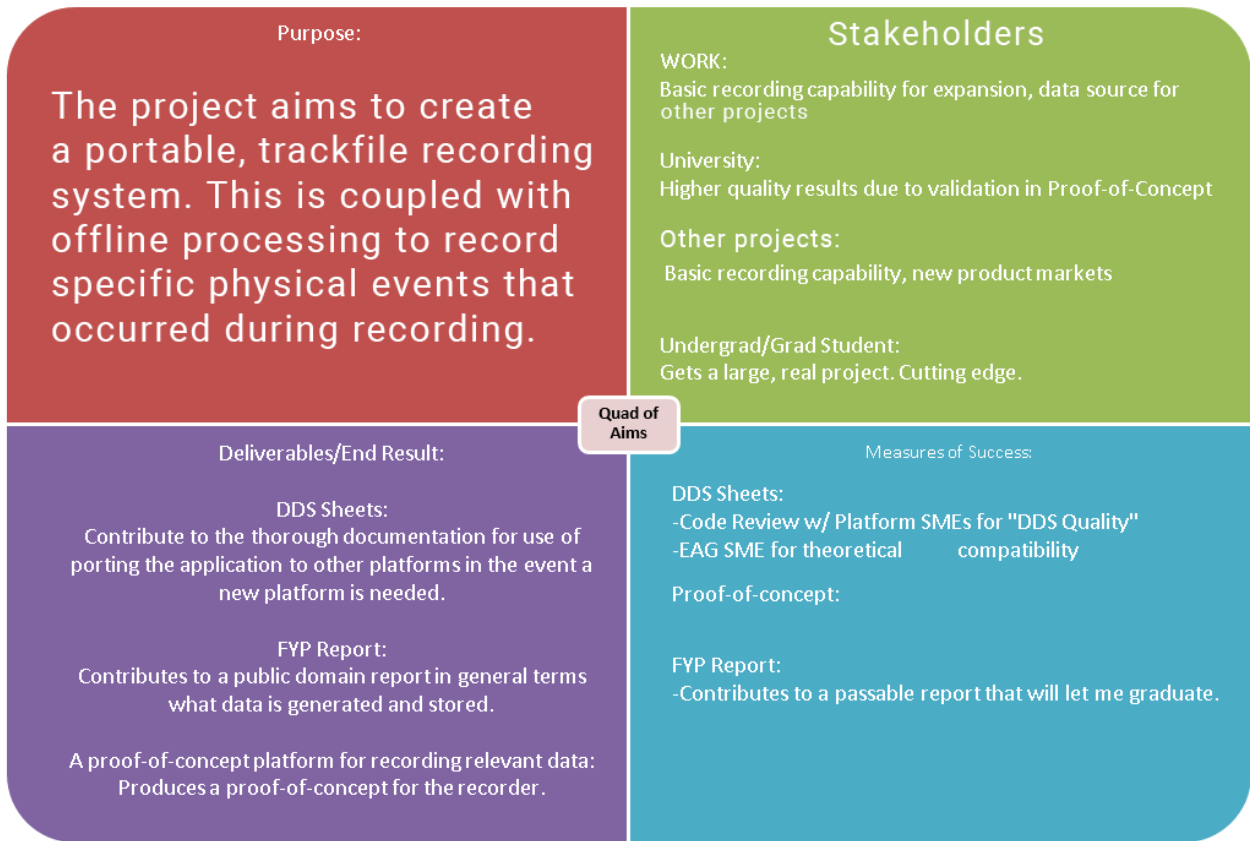 Purpose:
The project aims to create
a portable, trackfile recording
system. This is coupled with
offline processing to record
specific physical events that
occurred during recording.
Stakeholders
WORK:
Basic recording capability for expansion, data source for
other projects
University:
Higher quality results due to validation in Proof-of-Concept
Other projects:
Basic recording capability, new product markets
Undergrad/Grad Student:
Gets a large, real project. Cutting edge.
Quad of
Aims
Deliverables/End Result:
DDS Sheets:
Contribute to the thorough documentation for use of
porting the application to other platforms in the event a
new platform is needed.
FYP Report:
Contributes to a public domain report in general terms
what data is generated and stored.
A proof-of-concept platform for recording relevant data:
Produces a proof-of-concept for the recorder.
Measures of Success:
DDS Sheets:
-Code Review w/ Platform SMEs for "DDS Quality"
-EAG SME for theoretical compatibility
Proof-of-concept:
FYP Report:
-Contributes to a passable report that will let me graduate.